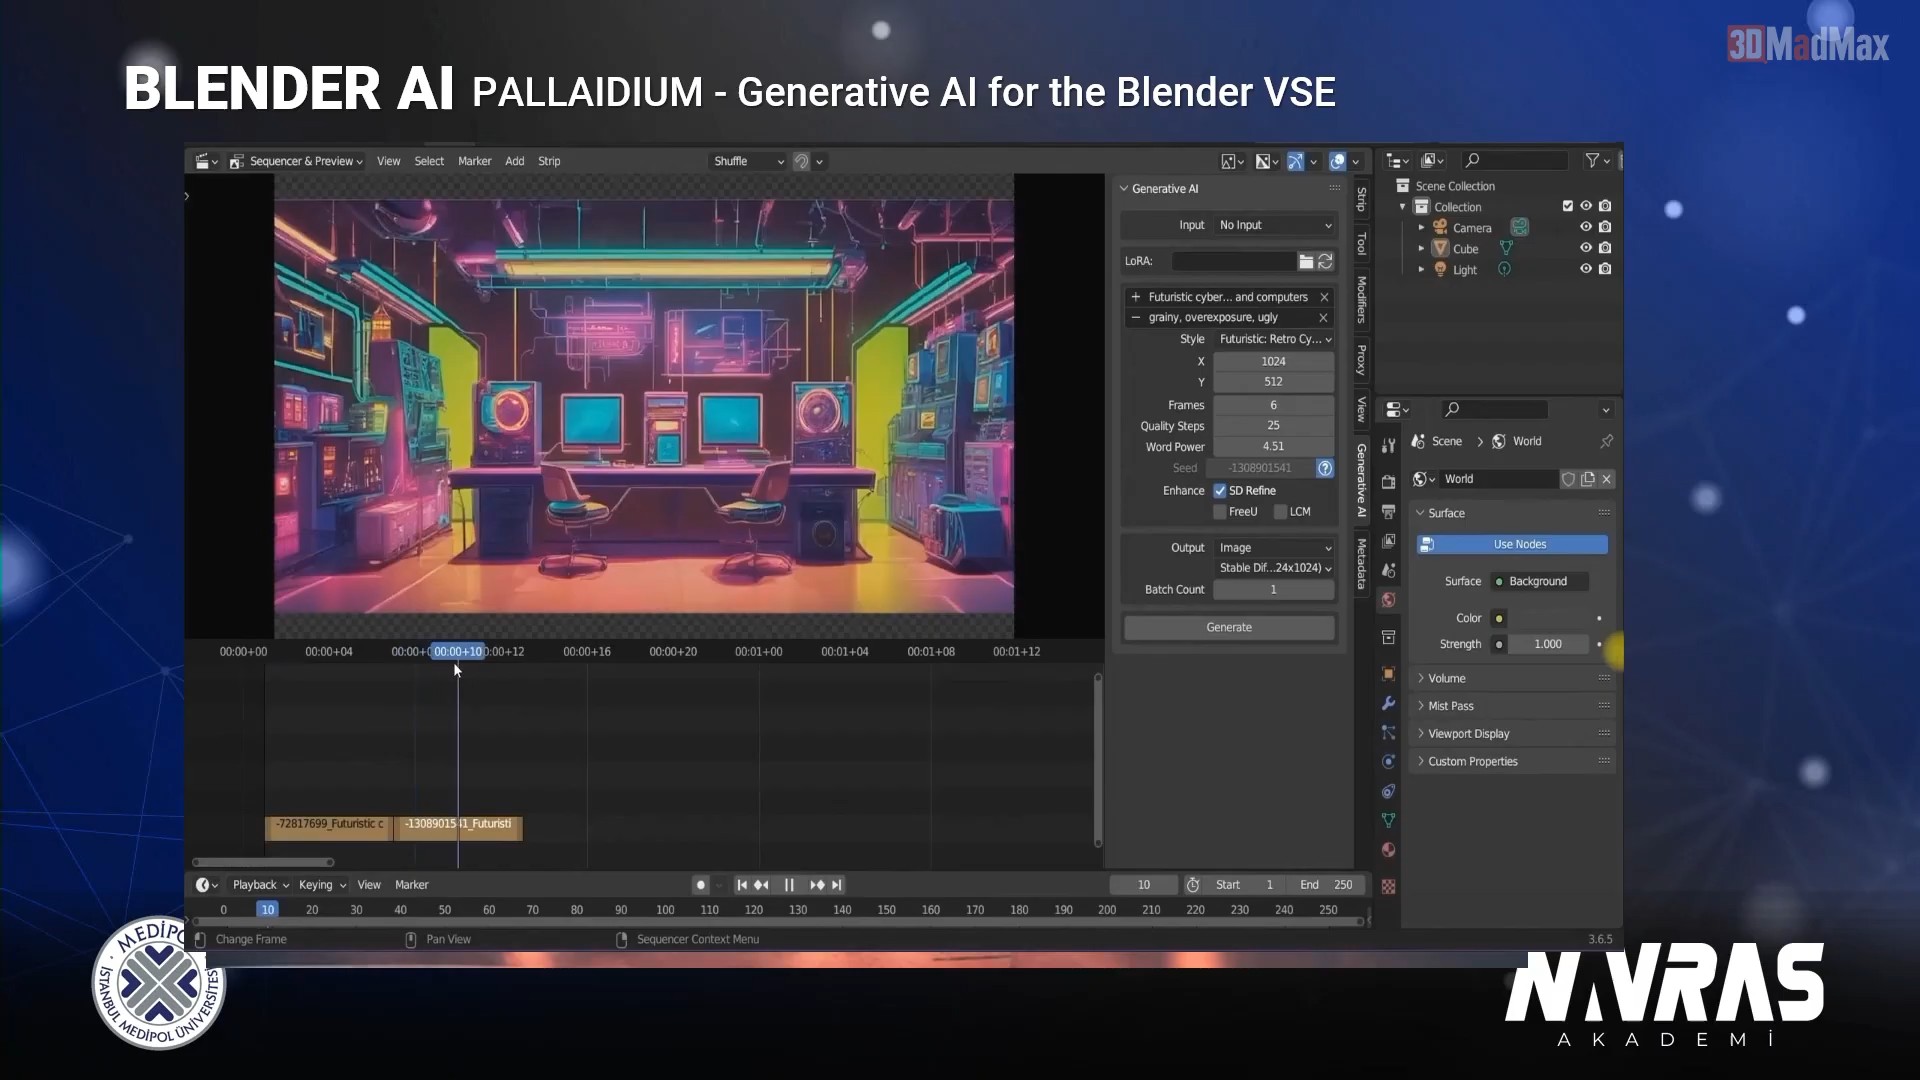 3DMadMax
BLENDER AI PALLAIDIUM - Generative AI for the Blender VSE
Sequencer & Preview View Select Marker Add Strip Shuffle
Generative AI
Input No Input
LoRA:
Futuristic cyber... and computers
grainy, overexposure, ugly
Style Futuristic: Retro Cy...
X 1024
Y 512
Frames 6
Quality Steps 25
Word Power 4.51
Seed -1308901541
Enhance SD Refine
FreeU LCM
Output Image
Stable Dif...24x1024)
Batch Count 1
Generate
Strip
Tool
Modifiers
Proxy
View
Generative AI
Metadata
Scene Collection
Collection
Camera
Cube
Light
Scene > World
World
Surface
Use Nodes
Surface Background
Color
Strength 1.000
Volume
Mist Pass
Viewport Display
Custom Properties
00:00+00 00:00+04 00:00+ 00:00+10 0:00+12 00:00+16 00:00+20 00:01+00 00:01+04 00:01+08 00:01+12
-72817699_Futuristic c -1308901541_Futuristi
Playback Keying View Marker 10 Start 1 End 250
0 10 20 30 40 50 60 70 80 90 100 110 120 130 140 150 160 170 180 190 200 210 220 230 240 250
Change Frame Pan View Sequencer Context Menu 3.6.5
MEDİPOL
İSTANBUL MEDİPOL ÜNİVERSİTESİ
NAVRAS
AKADEMİ